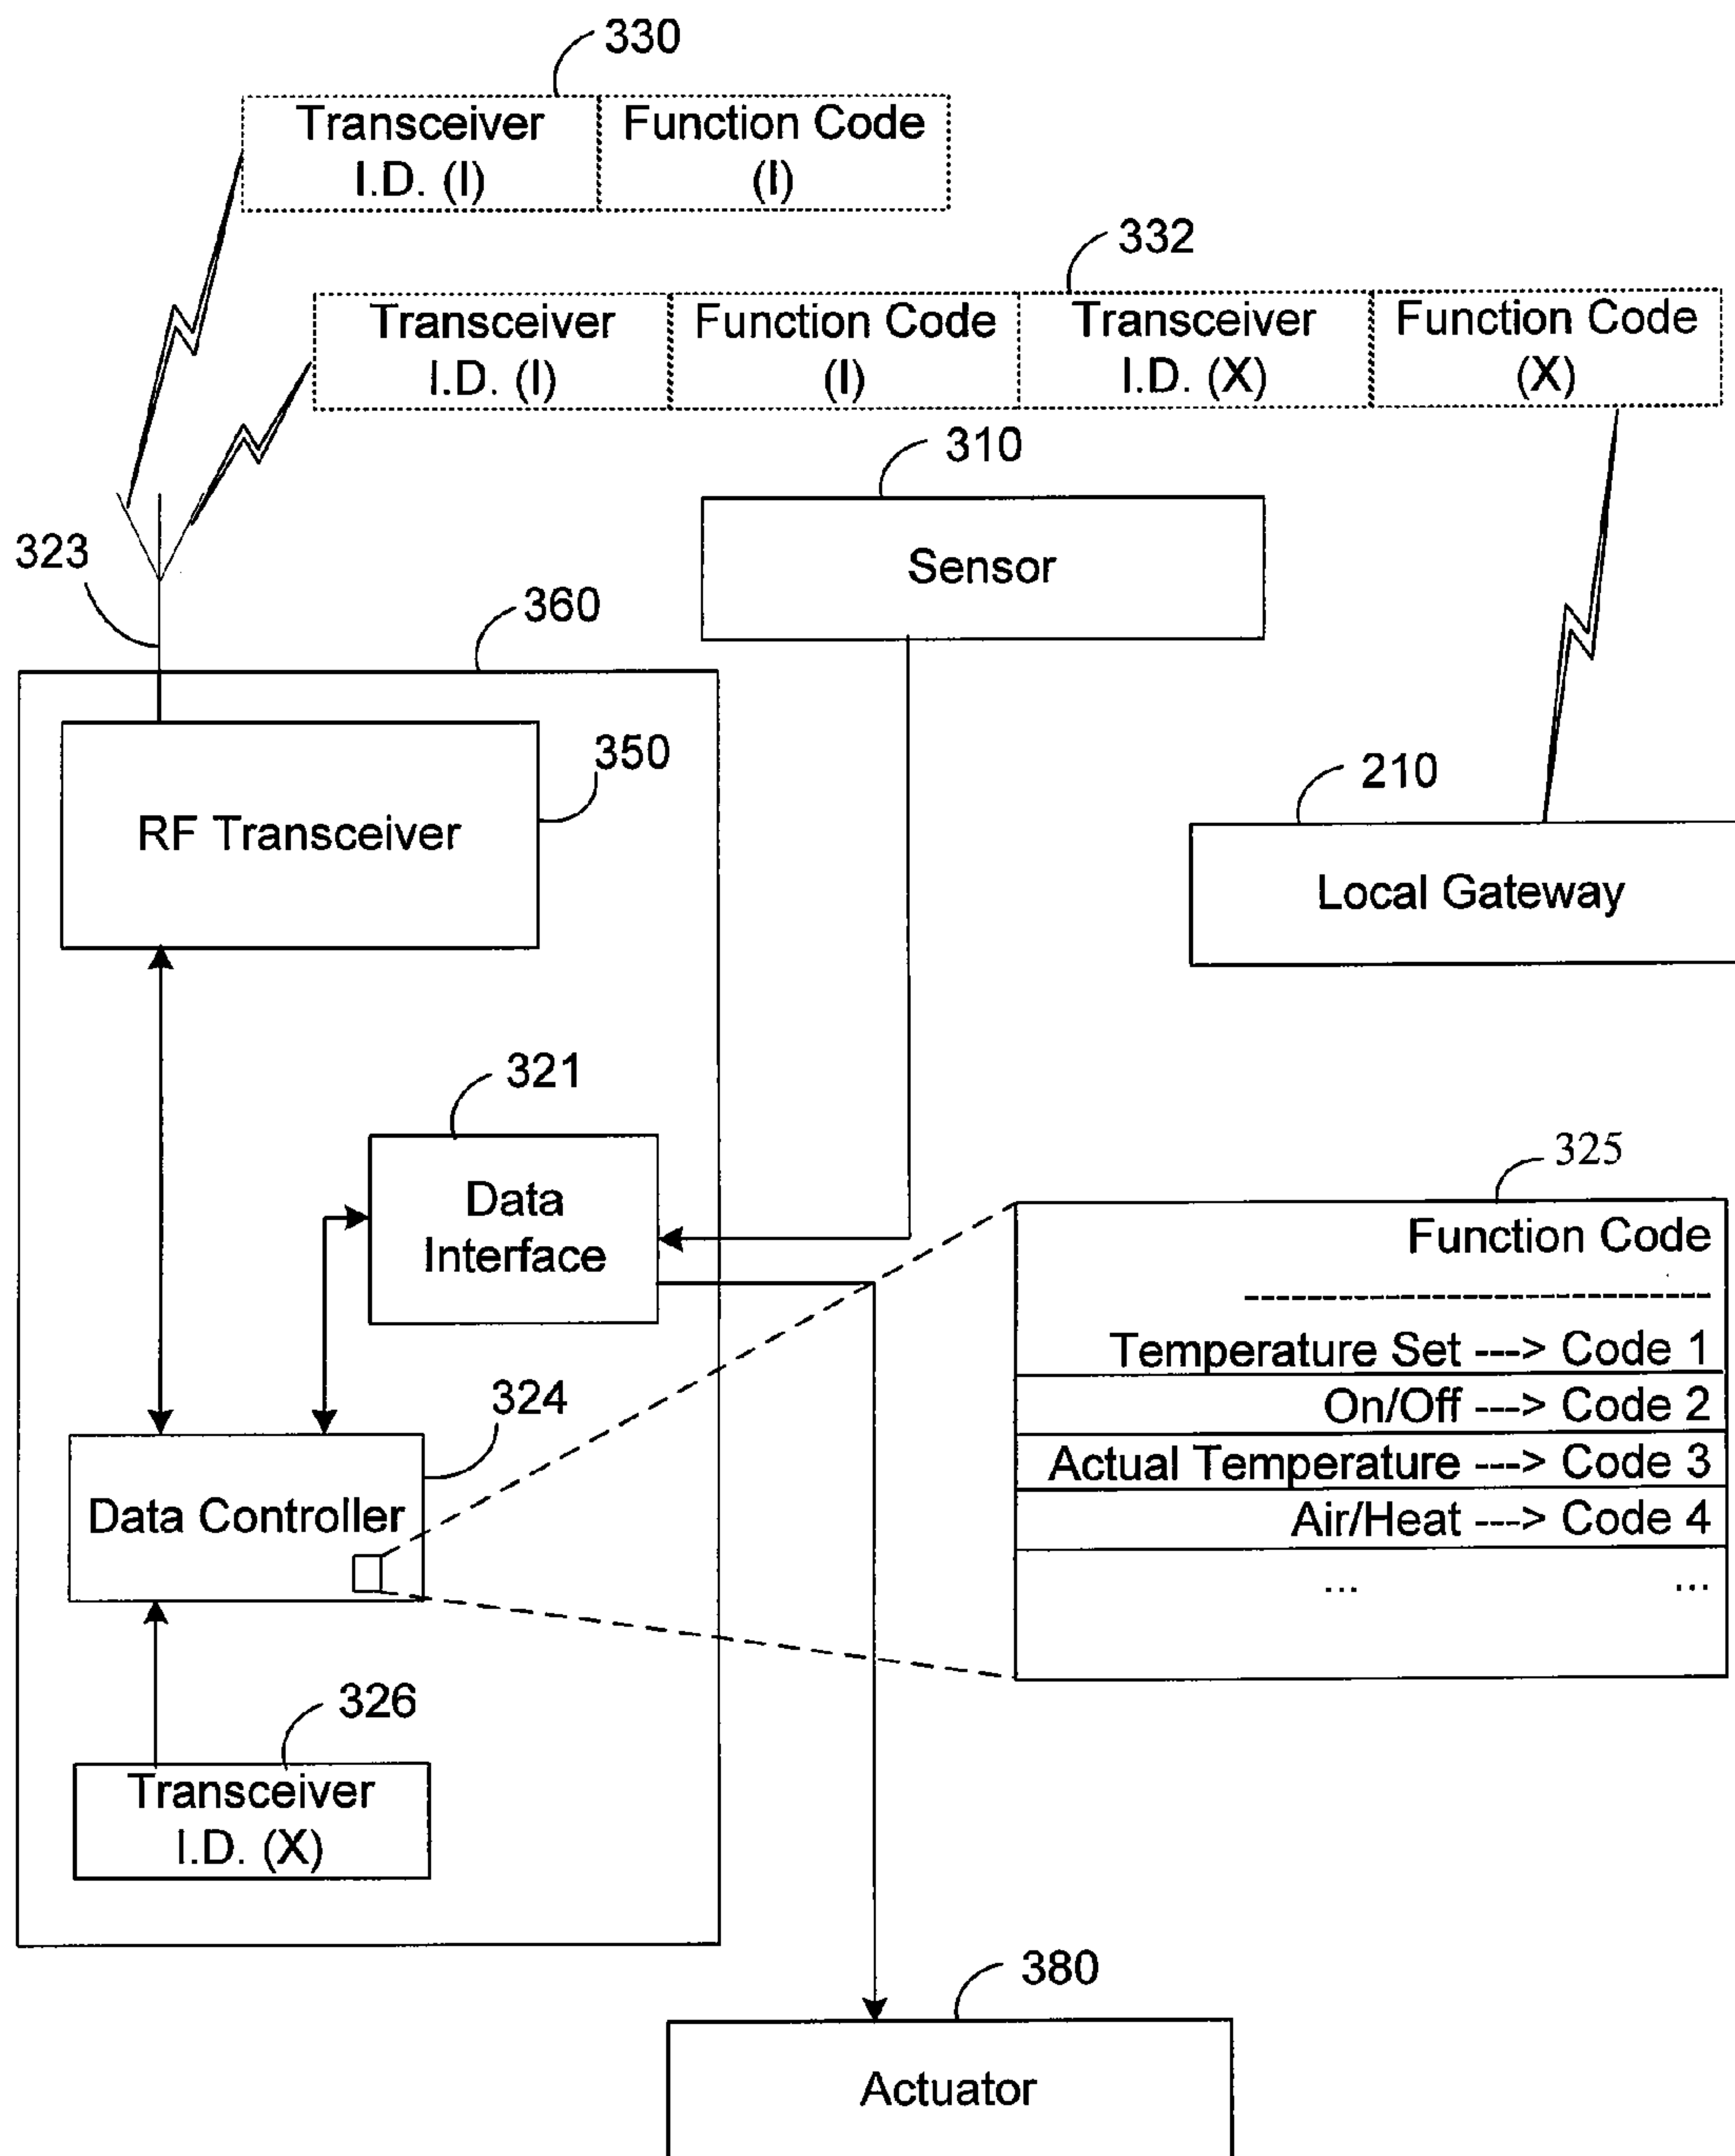 330
Transceiver I.D. (I)
Function Code (I)
332
Transceiver I.D. (I)
Function Code (I)
Transceiver I.D. (X)
Function Code (X)
310
Sensor
323
360
350
RF Transceiver
210
Local Gateway
321
Data Interface
325
Function Code
Temperature Set ---> Code 1
On/Off ---> Code 2
Actual Temperature ---> Code 3
Air/Heat ---> Code 4
... ...
324
Data Controller
326
Transceiver I.D. (X)
380
Actuator